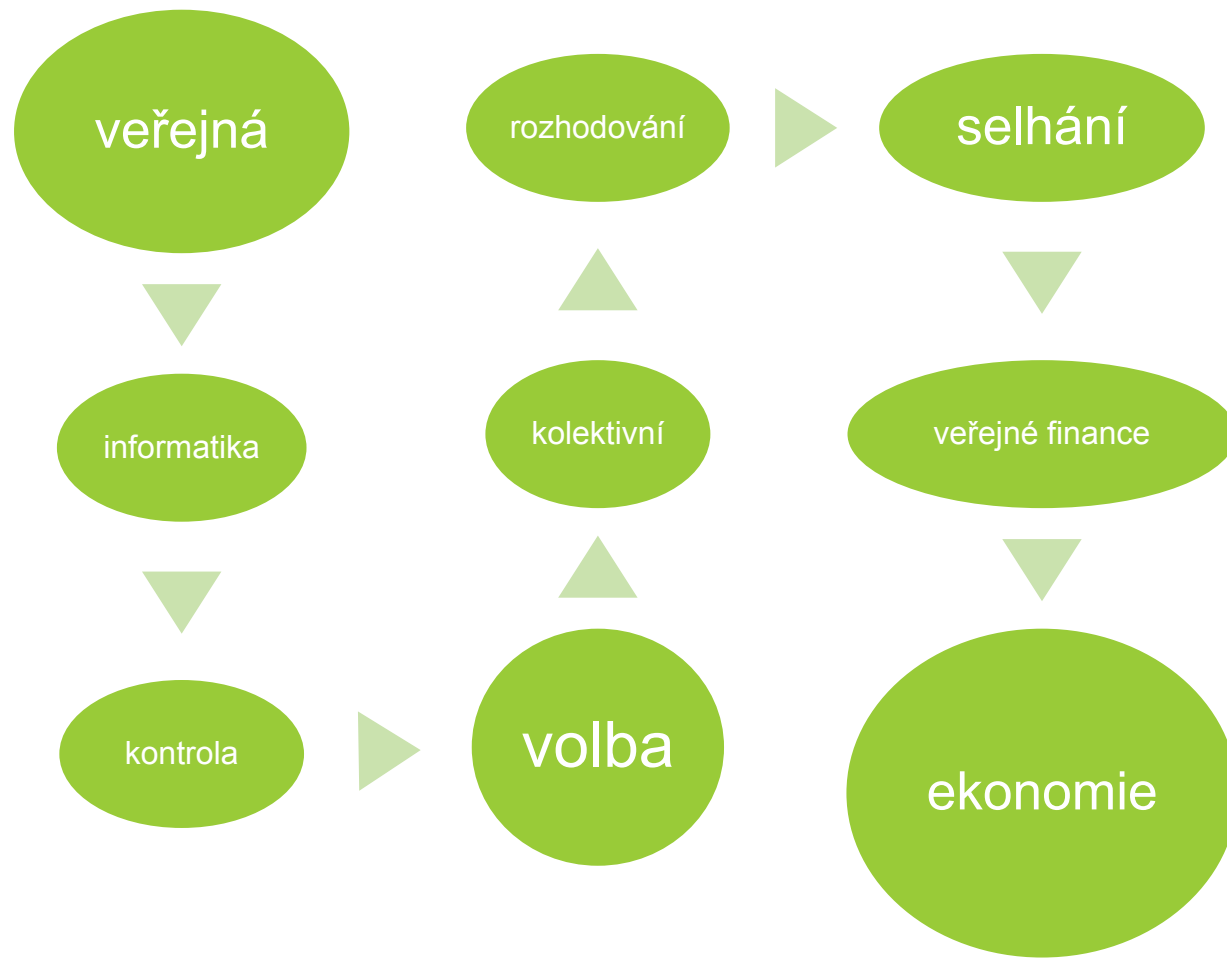 veřejná
informatika
kontrola
volba
kolektivní
rozhodování
selhání
veřejné finance
ekonomie